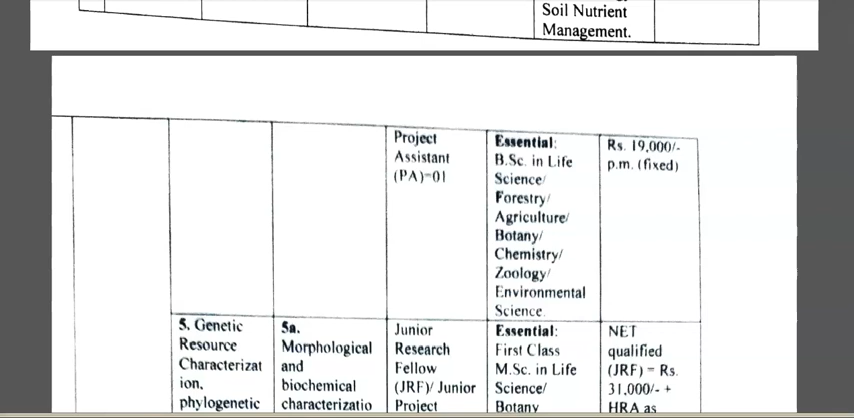 Soil Nutrient
Management.
Project
Assistant
(PA)-01
Essential:
B.Sc. in Life
Science/
Forestry/
Agriculture/
Botany/
Chemistry/
Zoology/
Environmental
Science.
Rs. 19,000/-
p.m. (fixed)
5. Genetic
Resource
Characterizat
ion,
phylogenetic
5a.
Morphological
and
biochemical
characterizatio
Junior
Research
Fellow
(JRF)/ Junior
Project
Essential:
First Class
M.Sc. in Life
Science/
Botany
NET
qualified
(JRF) = Rs.
31,000/- +
HRA as